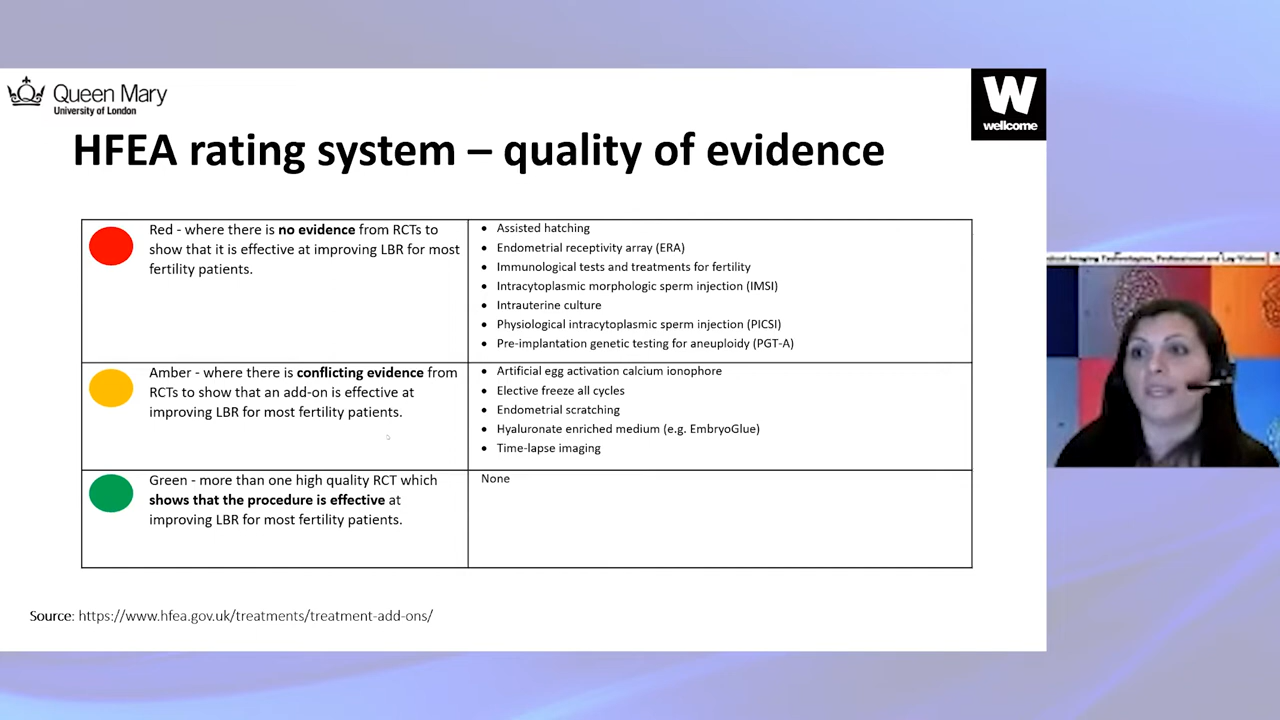 Queen Mary
University of London
W
wellcome
HFEA rating system – quality of evidence
Red - where there is no evidence from RCTs to
show that it is effective at improving LBR for most
fertility patients.
• Assisted hatching
• Endometrial receptivity array (ERA)
• Immunological tests and treatments for fertility
• Intracytoplasmic morphologic sperm injection (IMSI)
• Intrauterine culture
• Physiological intracytoplasmic sperm injection (PICSI)
• Pre-implantation genetic testing for aneuploidy (PGT-A)
Amber - where there is conflicting evidence from
RCTs to show that an add-on is effective at
improving LBR for most fertility patients.
• Artificial egg activation calcium ionophore
• Elective freeze all cycles
• Endometrial scratching
• Hyaluronate enriched medium (e.g. EmbryoGlue)
• Time-lapse imaging
Green - more than one high quality RCT which
shows that the procedure is effective at
improving LBR for most fertility patients.
None
Source: https://www.hfea.gov.uk/treatments/treatment-add-ons/
Imaging Technologies, Professional and Lay Visions